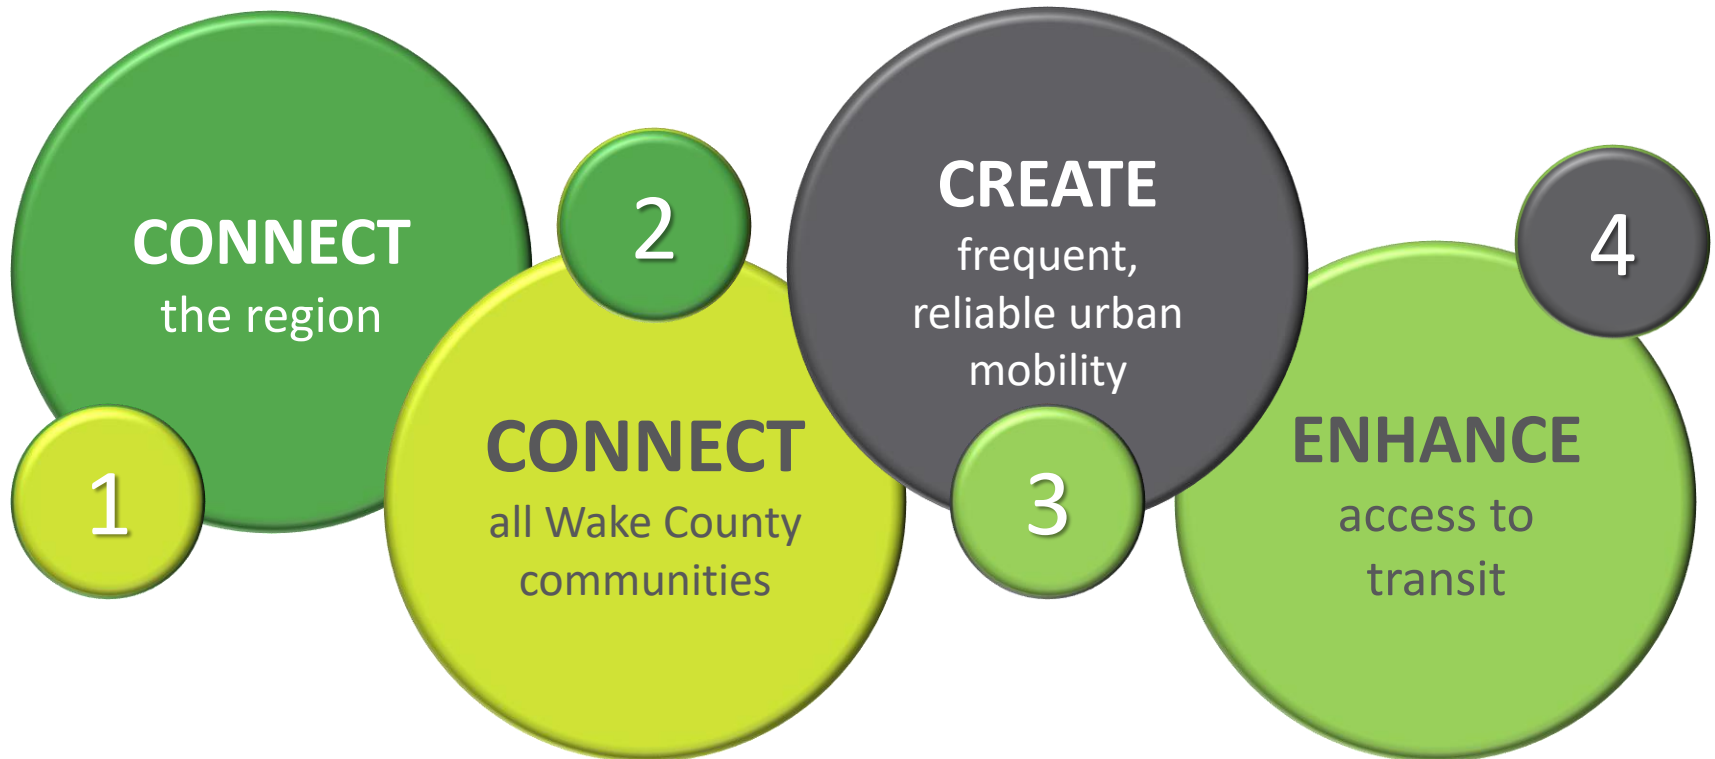 1
CONNECT
the region
2
CONNECT
all Wake County
communities
3
CREATE
frequent,
reliable urban
mobility
4
ENHANCE
access to
transit